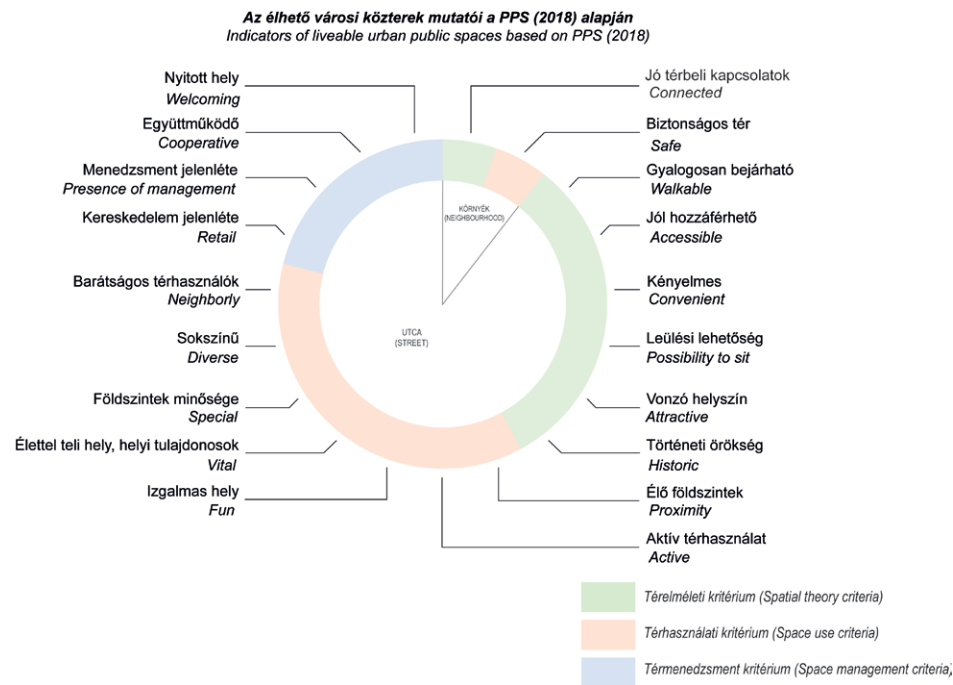 Az élhető városi közterek mutatói a PPS (2018) alapján
Indicators of liveable urban public spaces based on PPS (2018)
Nyitott hely
Welcoming
Együttműködő
Cooperative
Menedzsment jelenléte
Presence of management
Kereskedelem jelenléte
Retail
Barátságos térhasználók
Neighborly
Sokszínű
Diverse
Földszintek minősége
Special
Élettel teli hely, helyi tulajdonosok
Vital
Izgalmas hely
Fun
Jó térbeli kapcsolatok
Connected
Biztonságos tér
Safe
Gyalogosan bejárható
Walkable
Jól hozzáférhető
Accessible
Kényelmes
Convenient
Leülési lehetőség
Possibility to sit
Vonzó helyszín
Attractive
Történeti örökség
Historic
Élő földszintek
Proximity
Aktív térhasználat
Active
KÖRNYÉK
(NEIGHBOURHOOD)
UTCA
(STREET)
Térelméleti kritérium (Spatial theory criteria)
Térhasználati kritérium (Space use criteria)
Térmenedzsment kritérium (Space management criteria)